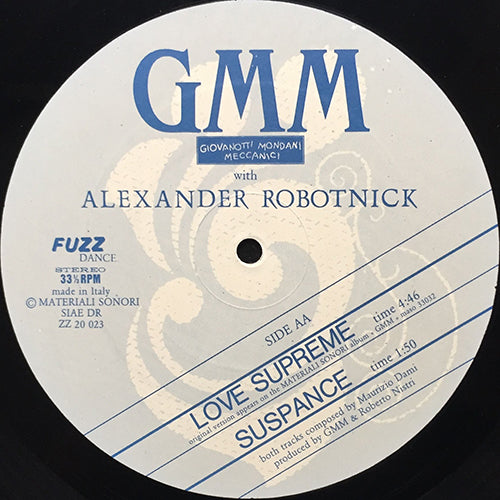 GMM
GIOVANOTTI MONDANI
MECCANICI
with
ALEXANDER ROBOTNICK
FUZZ
DANCE
STEREO
33⅓ RPM
made in Italy
© MATERIALI SONORI
SIAE DR
ZZ 20 023
SIDE AA
LOVE SUPREME time 4:46
original version appears on the MATERIALI SONORI album, GMM - maso 33032
SUSPANCE time 1:50
both tracks composed by Maurizio Dami
produced by GMM & Roberto Nistri